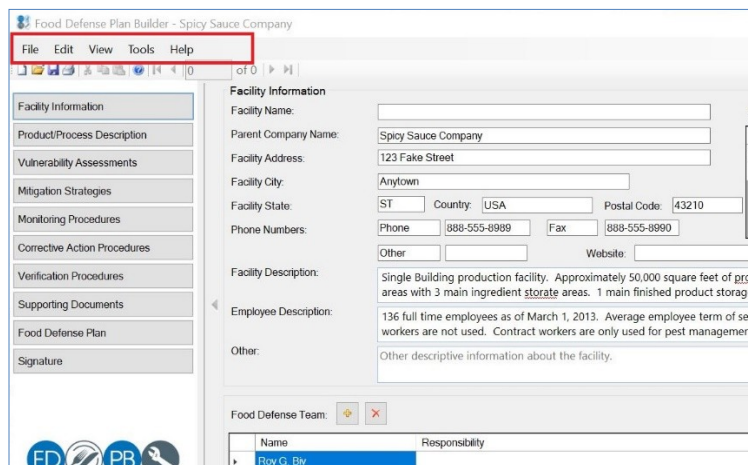 Food Defense Plan Builder - Spicy Sauce Company
File Edit View Tools Help
0 of 0
Facility Information
Product/Process Description
Vulnerability Assessments
Mitigation Strategies
Monitoring Procedures
Corrective Action Procedures
Verification Procedures
Supporting Documents
Food Defense Plan
Signature
FD PB
Facility Information
Facility Name:
Parent Company Name: Spicy Sauce Company
Facility Address: 123 Fake Street
Facility City: Anytown
Facility State: ST Country: USA Postal Code: 43210
Phone Numbers: Phone 888-555-8989 Fax 888-555-8990
Other Website:
Facility Description: Single Building production facility. Approximately 50,000 square feet of pro
areas with 3 main ingredient storate areas. 1 main finished product storag
Employee Description: 136 full time employees as of March 1, 2013. Average employee term of se
workers are not used. Contract workers are only used for pest managemen
Other: Other descriptive information about the facility.
Food Defense Team:
Name Responsibility
Roy G. Biv